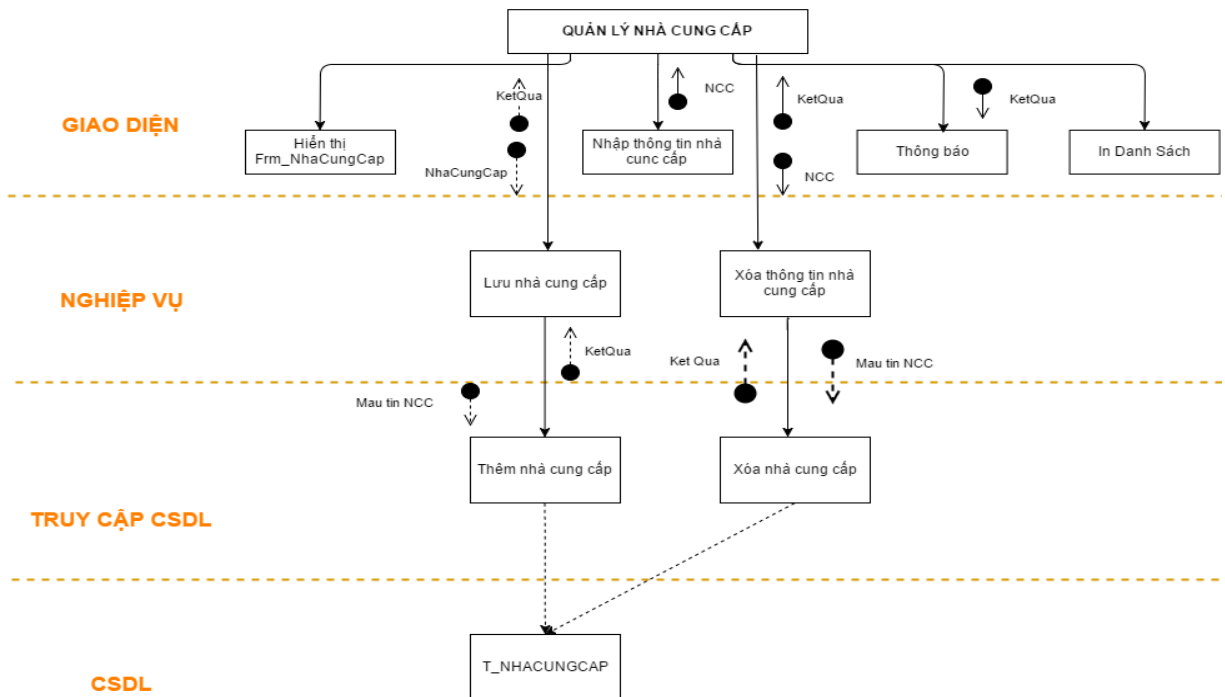 QUẢN LÝ NHÀ CUNG CẤP
KetQua
NCC
KetQua
KetQua
GIAO DIỆN
Hiển thị
Frm_NhaCungCap
Nhập thông tin nhà
cunc cấp
Thông báo
In Danh Sách
NhaCungCap
NCC
Lưu nhà cung cấp
Xóa thông tin nhà
cung cấp
NGHIỆP VỤ
KetQua
Ket Qua
Mau tin NCC
Mau tin NCC
Thêm nhà cung cấp
Xóa nhà cung cấp
TRUY CẬP CSDL
T_NHACUNGCAP
CSDL